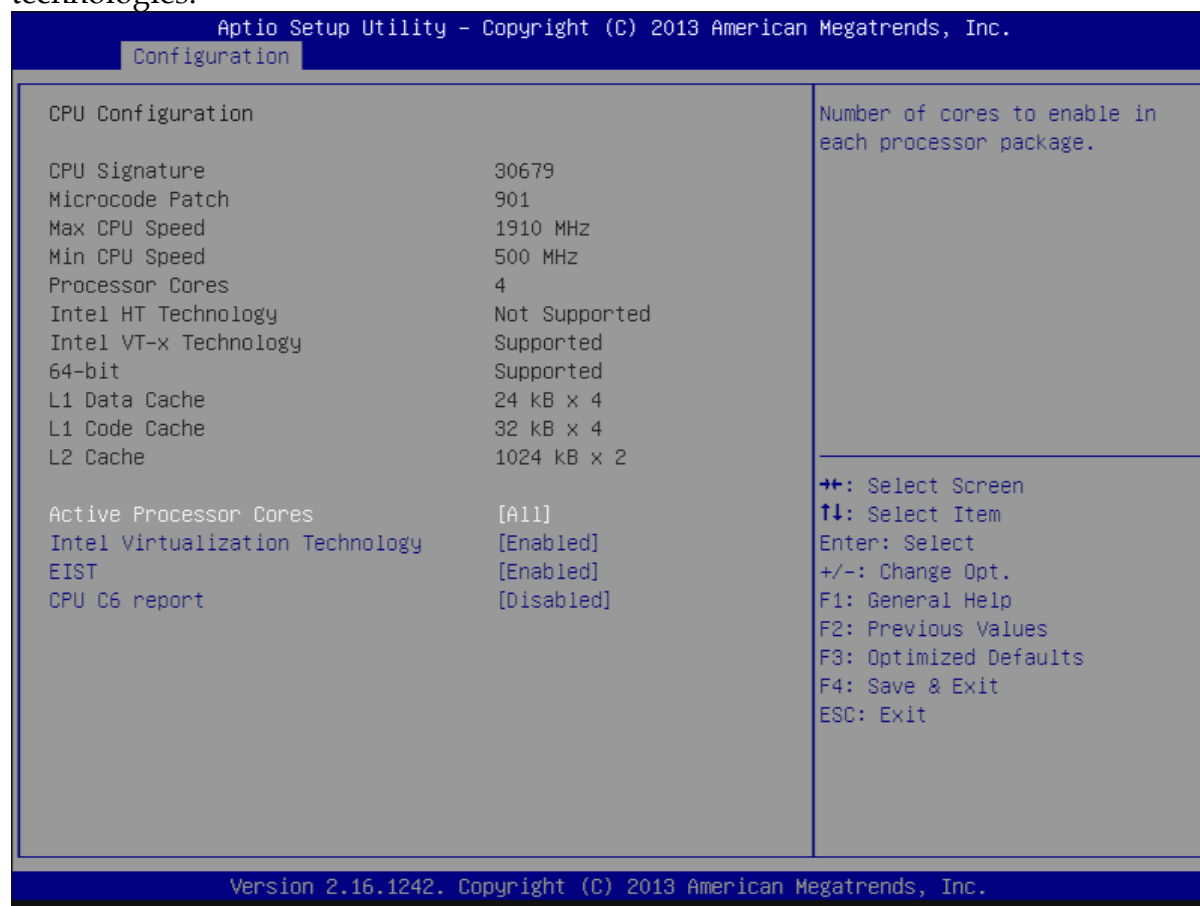 technologies.
Aptio Setup Utility – Copyright (C) 2013 American Megatrends, Inc.
Configuration
CPU Configuration
CPU Signature 30679
Microcode Patch 901
Max CPU Speed 1910 MHz
Min CPU Speed 500 MHz
Processor Cores 4
Intel HT Technology Not Supported
Intel VT-x Technology Supported
64-bit Supported
L1 Data Cache 24 kB x 4
L1 Code Cache 32 kB x 4
L2 Cache 1024 kB x 2
Active Processor Cores [All]
Intel Virtualization Technology [Enabled]
EIST [Enabled]
CPU C6 report [Disabled]
Number of cores to enable in
each processor package.
→←: Select Screen
↑↓: Select Item
Enter: Select
+/-: Change Opt.
F1: General Help
F2: Previous Values
F3: Optimized Defaults
F4: Save & Exit
ESC: Exit
Version 2.16.1242. Copyright (C) 2013 American Megatrends, Inc.